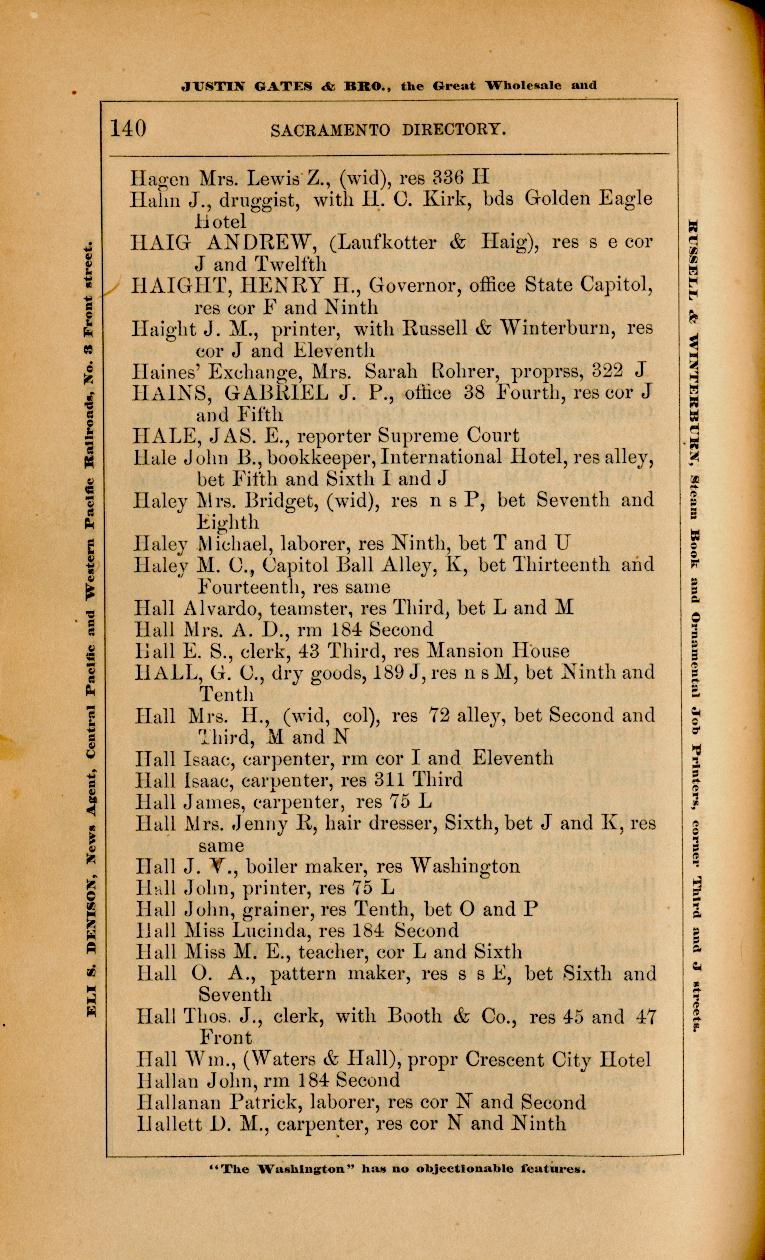 JUSTIN GATES & BRO., the Great Wholesale and
140 SACRAMENTO DIRECTORY.
Hagen Mrs. Lewis Z., (wid), res 336 H
Hahn J., druggist, with H. C. Kirk, bds Golden Eagle
Hotel
HAIG ANDREW, (Laufkotter & Haig), res s e cor
J and Twelfth
HAIGHT, HENRY H., Governor, office State Capitol,
res cor F and Ninth
Haight J. M., printer, with Russell & Winterburn, res
cor J and Eleventh
Haines' Exchange, Mrs. Sarah Rohrer, proprss, 322 J
HAINS, GABRIEL J. P., office 38 Fourth, res cor J
and Fifth
HALE, JAS. E., reporter Supreme Court
Hale John B., bookkeeper, International Hotel, res alley,
bet Fifth and Sixth I and J
Haley Mrs. Bridget, (wid), res n s P, bet Seventh and
Eighth
Haley Michael, laborer, res Ninth, bet T and U
Haley M. C., Capitol Ball Alley, K, bet Thirteenth and
Fourteenth, res same
Hall Alvardo, teamster, res Third, bet L and M
Hall Mrs. A. D., rm 184 Second
Hall E. S., clerk, 43 Third, res Mansion House
HALL, G. C., dry goods, 189 J, res n s M, bet Ninth and
Tenth
Hall Mrs. H., (wid, col), res 72 alley, bet Second and
Third, M and N
Hall Isaac, carpenter, rm cor I and Eleventh
Hall Isaac, carpenter, res 311 Third
Hall James, carpenter, res 75 L
Hall Mrs. Jenny R, hair dresser, Sixth, bet J and K, res
same
Hall J. V., boiler maker, res Washington
Hall John, printer, res 75 L
Hall John, grainer, res Tenth, bet O and P
Hall Miss Lucinda, res 184 Second
Hall Miss M. E., teacher, cor L and Sixth
Hall O. A., pattern maker, res s s E, bet Sixth and
Seventh
Hall Thos. J., clerk, with Booth & Co., res 45 and 47
Front
Hall Wm., (Waters & Hall), propr Crescent City Hotel
Hallan John, rm 184 Second
Hallanan Patrick, laborer, res cor N and Second
Hallett D. M., carpenter, res cor N and Ninth
"The Washington" has no objectionable features.
ELI S. DENISON, News Agent, Central Pacific and Western Pacific Railroads, No. 3 Front street.
RUSSELL & WINTERBURN, Steam Book and Ornamental Job Printers, corner Third and J streets.